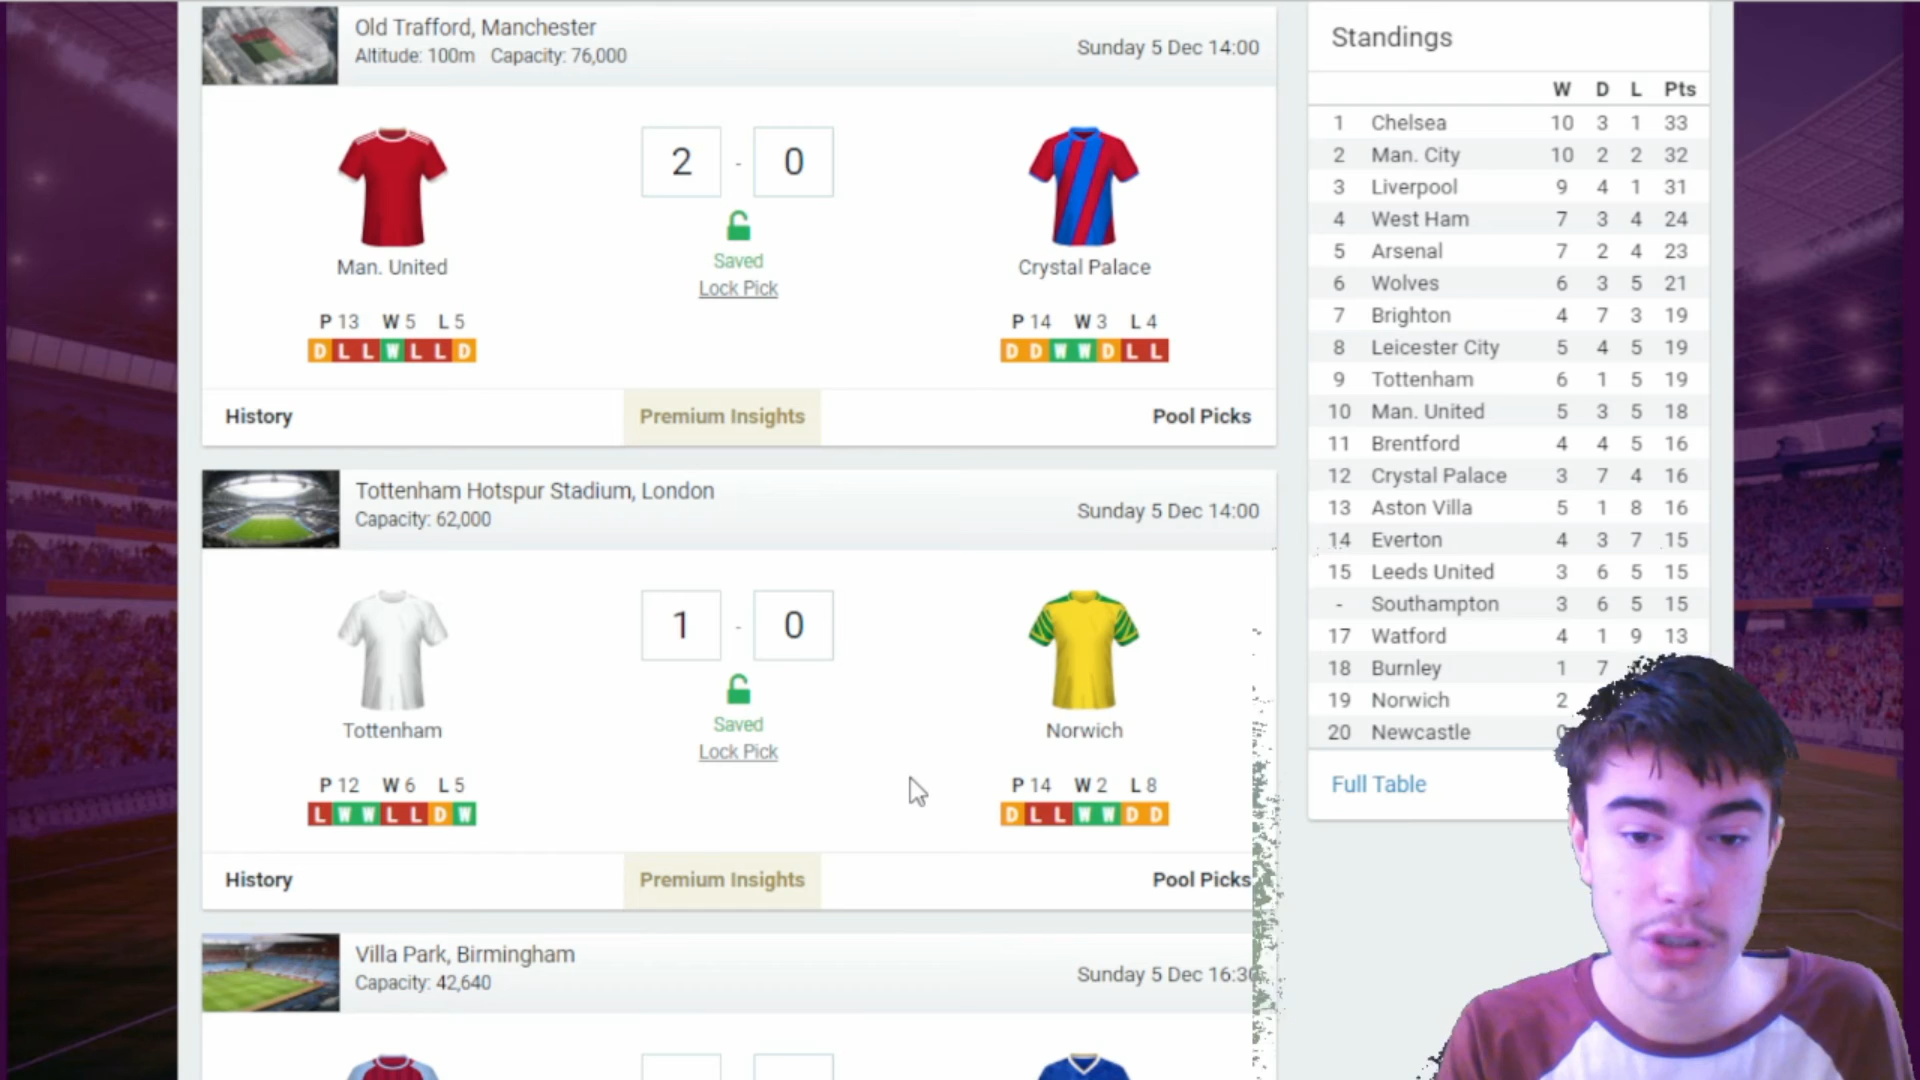 Old Trafford, Manchester
Altitude: 100m Capacity: 76,000
Sunday 5 Dec 14:00
2 - 0
Saved
Lock Pick
Man. United
Crystal Palace
P 13 W 5 L 5
D L L W L L D
P 14 W 3 L 4
D D W W D L L
History
Premium Insights
Pool Picks
Tottenham Hotspur Stadium, London
Capacity: 62,000
Sunday 5 Dec 14:00
1 - 0
Saved
Lock Pick
Tottenham
Norwich
P 12 W 6 L 5
L W W L L D W
P 14 W 2 L 8
D L L W W D D
History
Premium Insights
Pool Picks
Villa Park, Birmingham
Capacity: 42,640
Sunday 5 Dec 16:30
Standings
W D L Pts
1 Chelsea 10 3 1 33
2 Man. City 10 2 2 32
3 Liverpool 9 4 1 31
4 West Ham 7 3 4 24
5 Arsenal 7 2 4 23
6 Wolves 6 3 5 21
7 Brighton 4 7 3 19
8 Leicester City 5 4 5 19
9 Tottenham 6 1 5 19
10 Man. United 5 3 5 18
11 Brentford 4 4 5 16
12 Crystal Palace 3 7 4 16
13 Aston Villa 5 1 8 16
14 Everton 4 3 7 15
15 Leeds United 3 6 5 15
- Southampton 3 6 5 15
17 Watford 4 1 9 13
18 Burnley 1 7
19 Norwich 2
20 Newcastle
Full Table